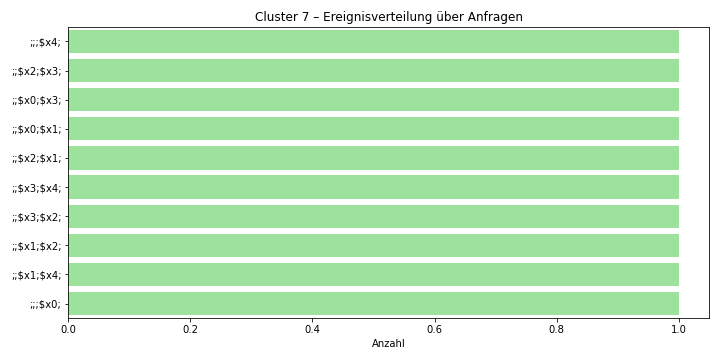 Cluster 7 – Ereignisverteilung über Anfragen
;;;$x4;
;;$x2;$x3;
;;$x0;$x3;
;;$x0;$x1;
;;$x2;$x1;
;;$x3;$x4;
;;$x3;$x2;
;;$x1;$x2;
;;$x1;$x4;
;;;$x0;
0.0 0.2 0.4 0.6 0.8 1.0
Anzahl